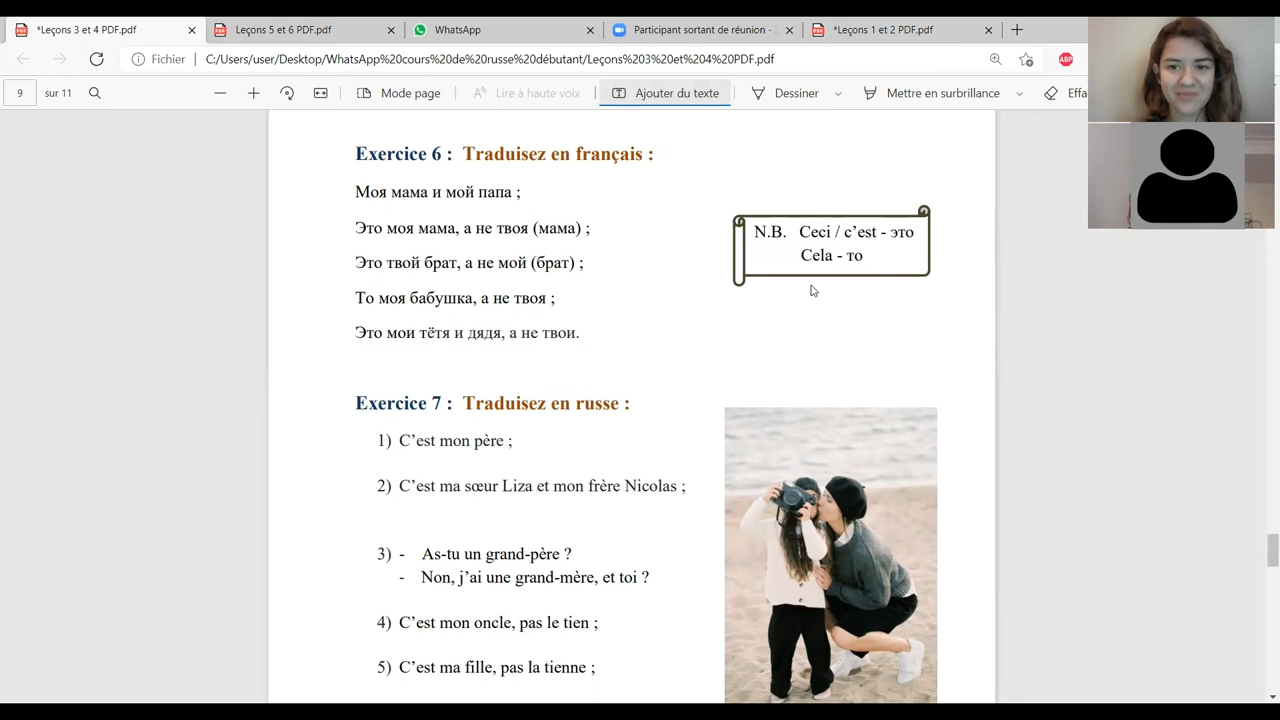 *Leçons 3 et 4 PDF.pdf
Leçons 5 et 6 PDF.pdf
WhatsApp
Participant sortant de réunion - Z
*Leçons 1 et 2 PDF.pdf
Fichier
C:/Users/user/Desktop/WhatsApp%20cours%20de%20russe%20débutant/Leçons%203%20et%204%20PDF.pdf
ABP
9 sur 11
Mode page
Lire à haute voix
Ajouter du texte
Dessiner
Mettre en surbrillance
Effa
Exercice 6 : Traduisez en français :
Моя мама и мой папа ;
Это моя мама, а не твоя (мама) ;
Это твой брат, а не мой (брат) ;
То моя бабушка, а не твоя ;
Это мои тётя и дядя, а не твои.
N.B. Ceci / c’est - это
Cela - то
Exercice 7 : Traduisez en russe :
1) C’est mon père ;
2) C’est ma sœur Liza et mon frère Nicolas ;
3) - As-tu un grand-père ?
- Non, j’ai une grand-mère, et toi ?
4) C’est mon oncle, pas le tien ;
5) C’est ma fille, pas la tienne ;